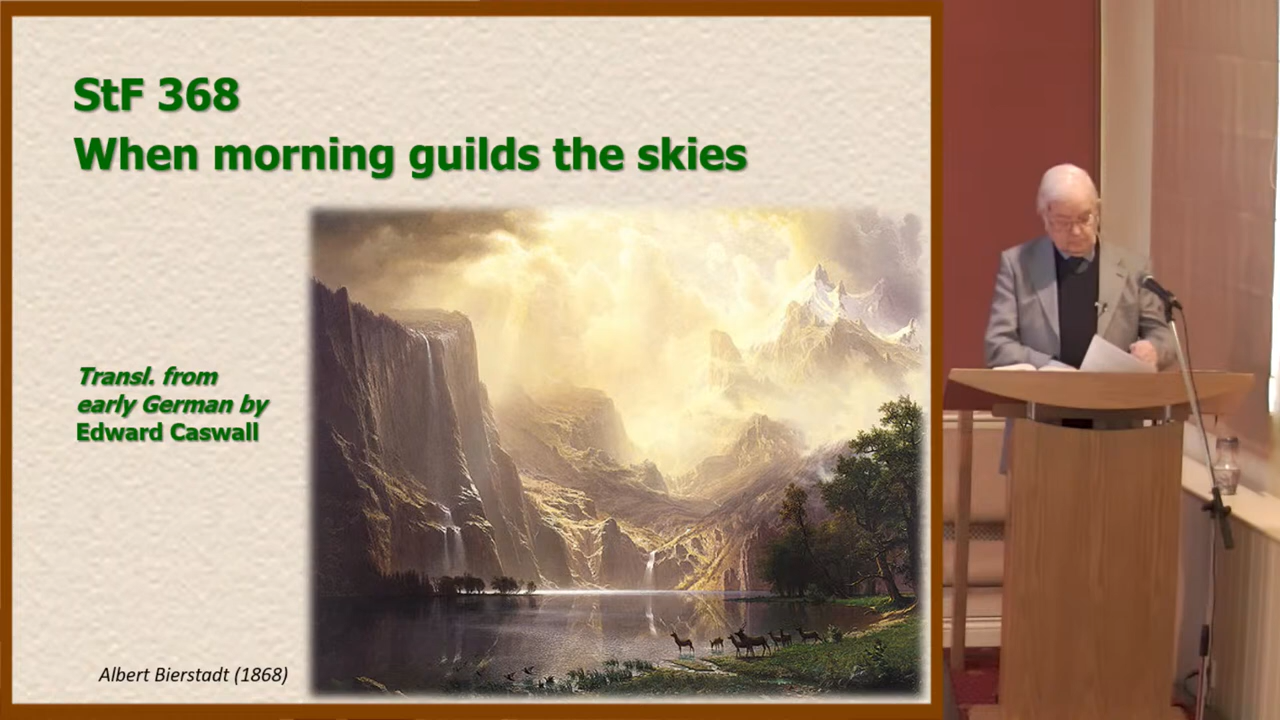 StF 368
When morning guilds the skies
Transl. from
early German by
Edward Caswall
Albert Bierstadt (1868)